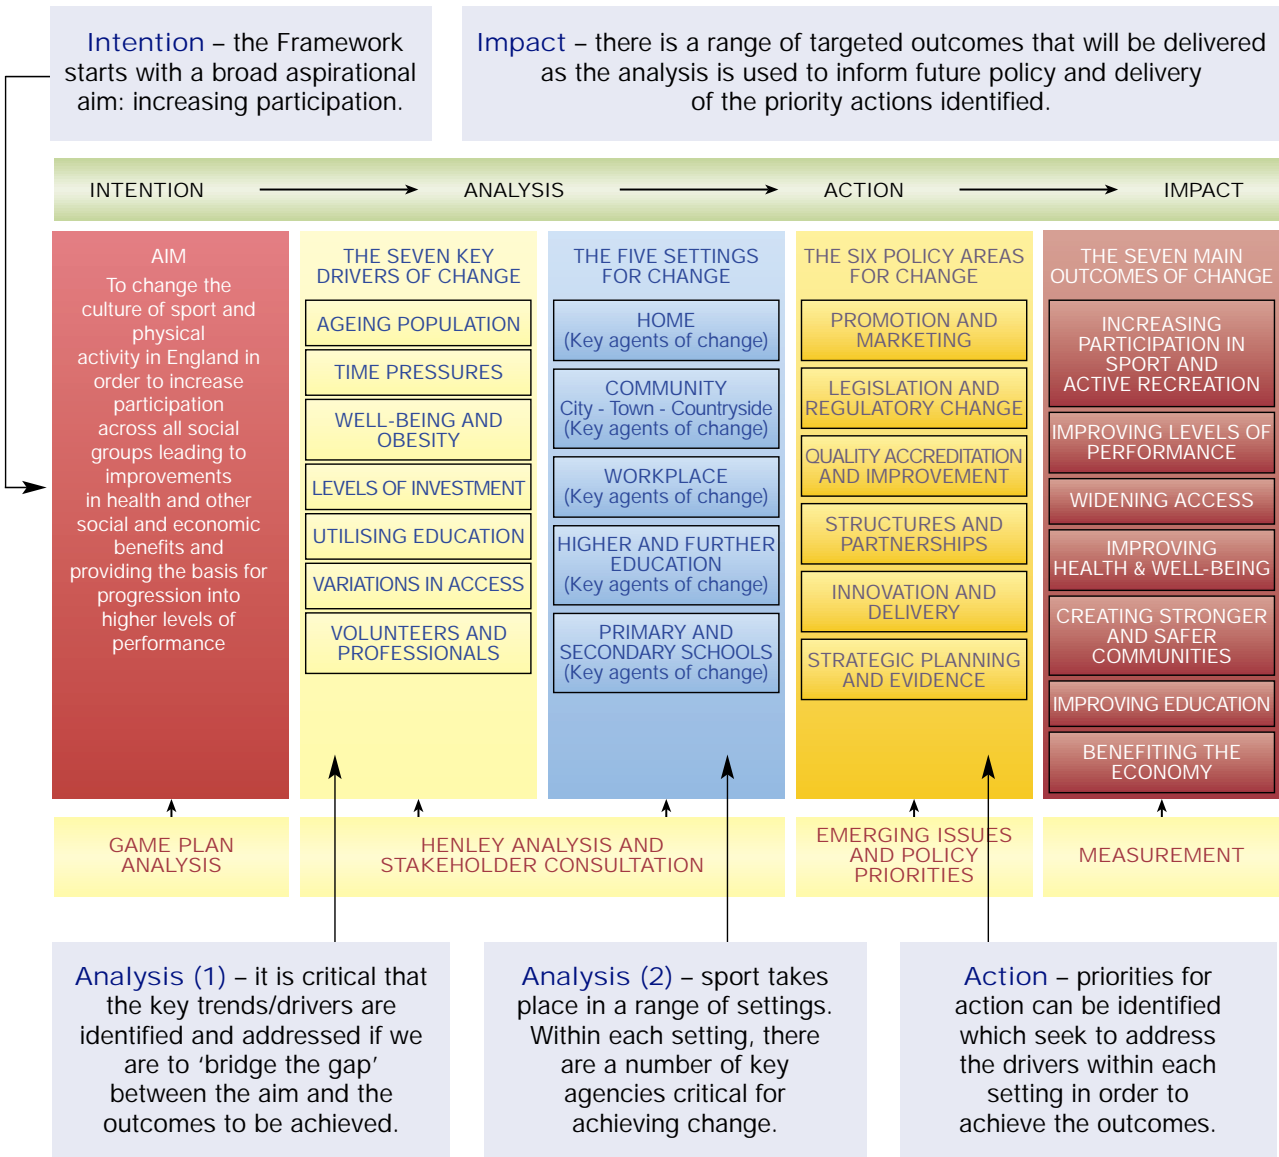 Intention – the Framework
starts with a broad aspirational
aim: increasing participation.
Impact – there is a range of targeted outcomes that will be delivered
as the analysis is used to inform future policy and delivery
of the priority actions identified.
INTENTION
ANALYSIS
ACTION
IMPACT
AIM
To change the
culture of sport and
physical
activity in England in
order to increase
participation
across all social
groups leading to
improvements
in health and other
social and economic
benefits and
providing the basis for
progression into
higher levels of
performance
THE SEVEN KEY
DRIVERS OF CHANGE
AGEING POPULATION
TIME PRESSURES
WELL-BEING AND
OBESITY
LEVELS OF INVESTMENT
UTILISING EDUCATION
VARIATIONS IN ACCESS
VOLUNTEERS AND
PROFESSIONALS
THE FIVE SETTINGS
FOR CHANGE
HOME
(Key agents of change)
COMMUNITY
City - Town - Countryside
(Key agents of change)
WORKPLACE
(Key agents of change)
HIGHER AND FURTHER
EDUCATION
(Key agents of change)
PRIMARY AND
SECONDARY SCHOOLS
(Key agents of change)
THE SIX POLICY AREAS
FOR CHANGE
PROMOTION AND
MARKETING
LEGISLATION AND
REGULATORY CHANGE
QUALITY ACCREDITATION
AND IMPROVEMENT
STRUCTURES AND
PARTNERSHIPS
INNOVATION AND
DELIVERY
STRATEGIC PLANNING
AND EVIDENCE
THE SEVEN MAIN
OUTCOMES OF CHANGE
INCREASING
PARTICIPATION IN
SPORT AND
ACTIVE RECREATION
IMPROVING LEVELS OF
PERFORMANCE
WIDENING ACCESS
IMPROVING
HEALTH & WELL-BEING
CREATING STRONGER
AND SAFER
COMMUNITIES
IMPROVING EDUCATION
BENEFITING THE
ECONOMY
GAME PLAN
ANALYSIS
HENLEY ANALYSIS AND
STAKEHOLDER CONSULTATION
EMERGING ISSUES
AND POLICY
PRIORITIES
MEASUREMENT
Analysis (1) – it is critical that
the key trends/drivers are
identified and addressed if we
are to ‘bridge the gap’
between the aim and the
outcomes to be achieved.
Analysis (2) – sport takes
place in a range of settings.
Within each setting, there
are a number of key
agencies critical for
achieving change.
Action – priorities for
action can be identified
which seek to address
the drivers within each
setting in order to
achieve the outcomes.